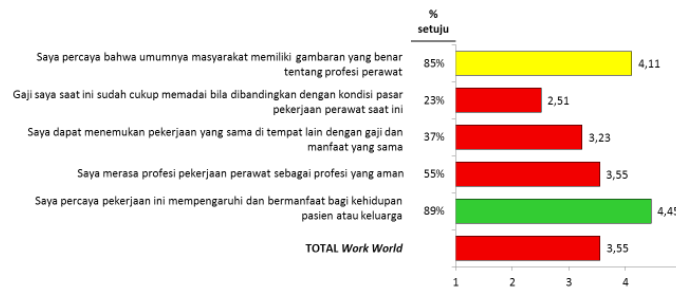 %
setuju
Saya percaya bahwa umumnya masyarakat memiliki gambaran yang benar
tentang profesi perawat
85%
4,11
Gaji saya saat ini sudah cukup memadai bila dibandingkan dengan kondisi pasar
pekerjaan perawat saat ini
23%
2,51
Saya dapat menemukan pekerjaan yang sama di tempat lain dengan gaji dan
manfaat yang sama
37%
3,23
Saya merasa profesi pekerjaan perawat sebagai profesi yang aman
55%
3,55
Saya percaya pekerjaan ini mempengaruhi dan bermanfaat bagi kehidupan
pasien atau keluarga
89%
4,45
TOTAL Work World
3,55
1 2 3 4